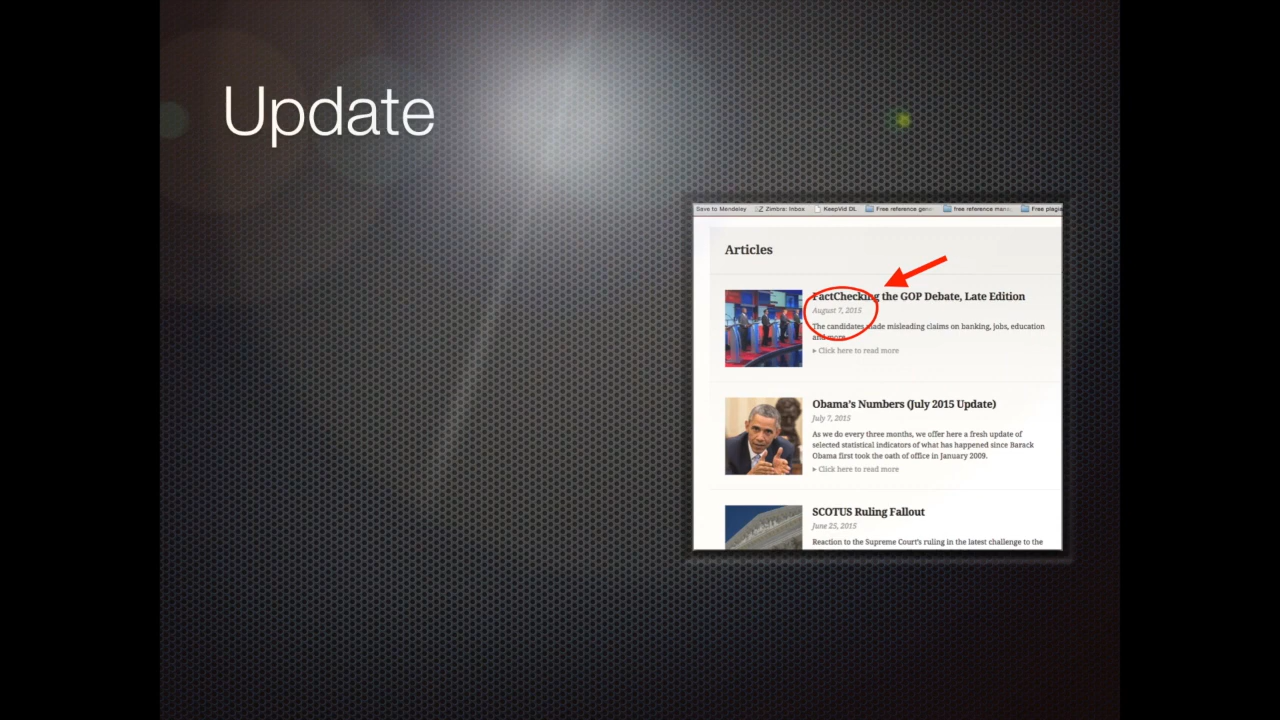 Update
Save to Mendeley Zimbra: Inbox KeepVid DL Free reference gene free reference mana Free plagia
Articles
FactChecking the GOP Debate, Late Edition
August 7, 2015
The candidates made misleading claims on banking, jobs, education
and more.
Click here to read more
Obama's Numbers (July 2015 Update)
July 7, 2015
As we do every three months, we offer here a fresh update of
selected statistical indicators of what has happened since Barack
Obama first took the oath of office in January 2009.
Click here to read more
SCOTUS Ruling Fallout
June 25, 2015
Reaction to the Supreme Court's ruling in the latest challenge to the